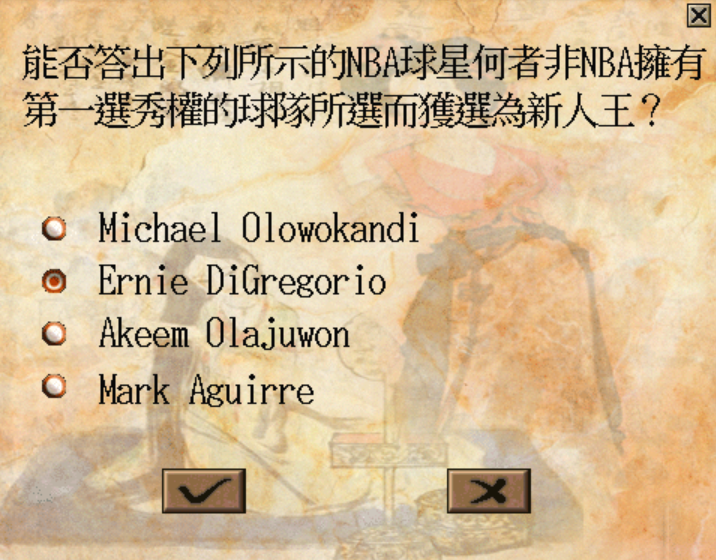 能否答出下列所示的NBA球星何者非NBA擁有
第一選秀權的球隊所選而獲選為新人王？
Michael Olowokandi
Ernie DiGregorio
Akeem Olajuwon
Mark Aguirre